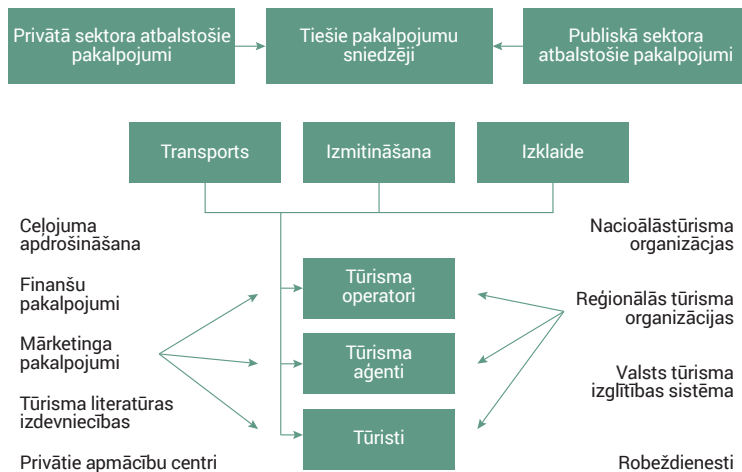 Privātā sektora atbalstošie
pakalpojumi
Tiešie pakalpojumu
sniedzēji
Publiskā sektora
atbalstošie pakalpojumi
Transports
Izmitināšana
Izklaide
Ceļojuma
apdrošināšana
Finanšu
pakalpojumi
Mārketinga
pakalpojumi
Tūrisma literatūras
izdevniecības
Privātie apmācību centri
Tūrisma
operatori
Tūrisma
aģenti
Tūristi
Nacioālāstūrisma
organizācjas
Reģionālās tūrisma
organizācijas
Valsts tūrisma
izglītības sistēma
Robeždienesti